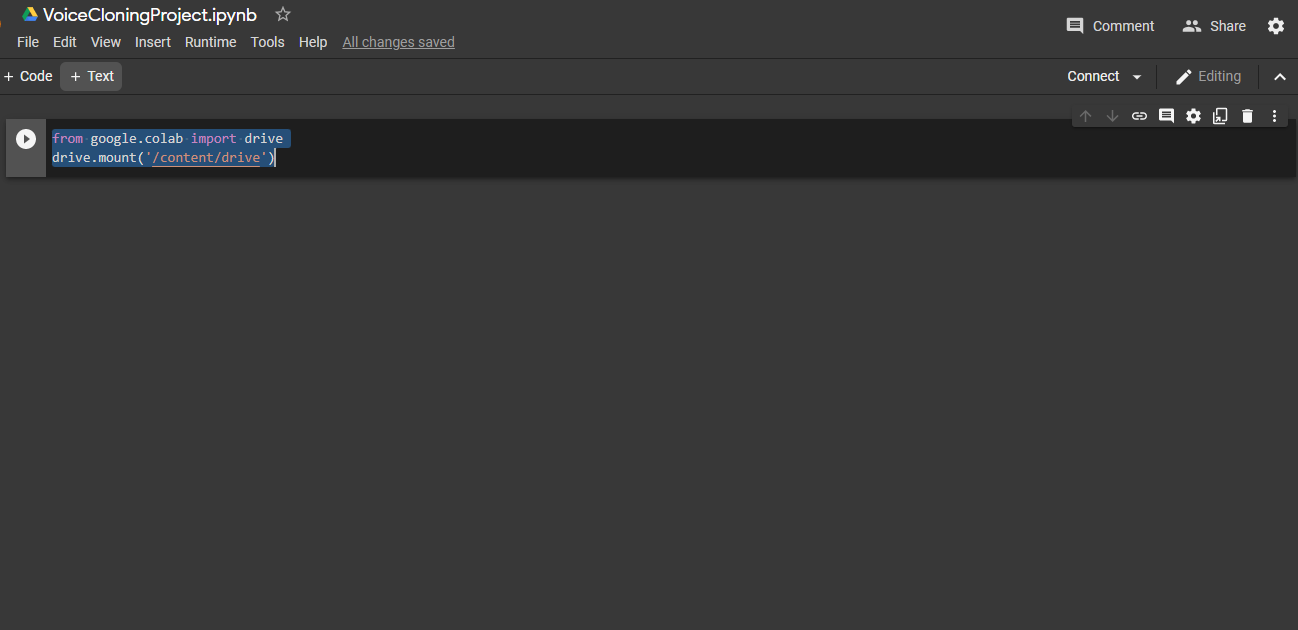 VoiceCloningProject.ipynb
Comment Share
File Edit View Insert Runtime Tools Help All changes saved
+ Code + Text Connect Editing
from google.colab import drive
drive.mount('/content/drive')